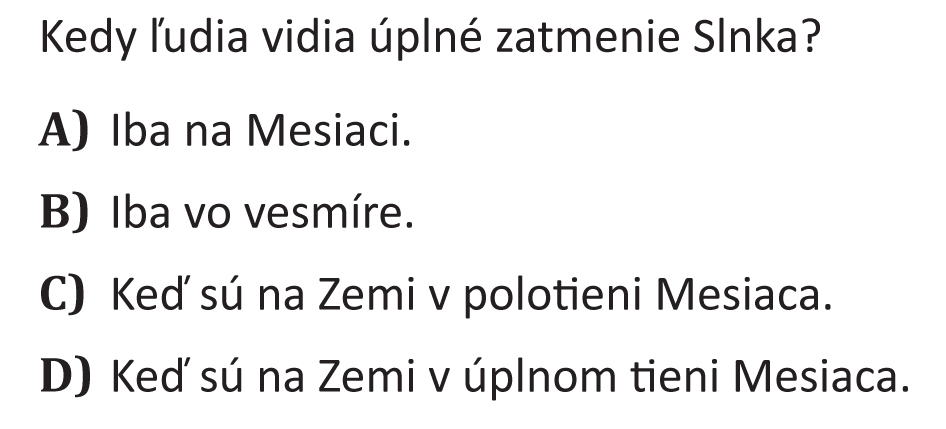 Kedy ľudia vidia úplné zatmenie Slnka?
A) Iba na Mesiaci.
B) Iba vo vesmíre.
C) Keď sú na Zemi v polotieni Mesiaca.
D) Keď sú na Zemi v úplnom tieni Mesiaca.